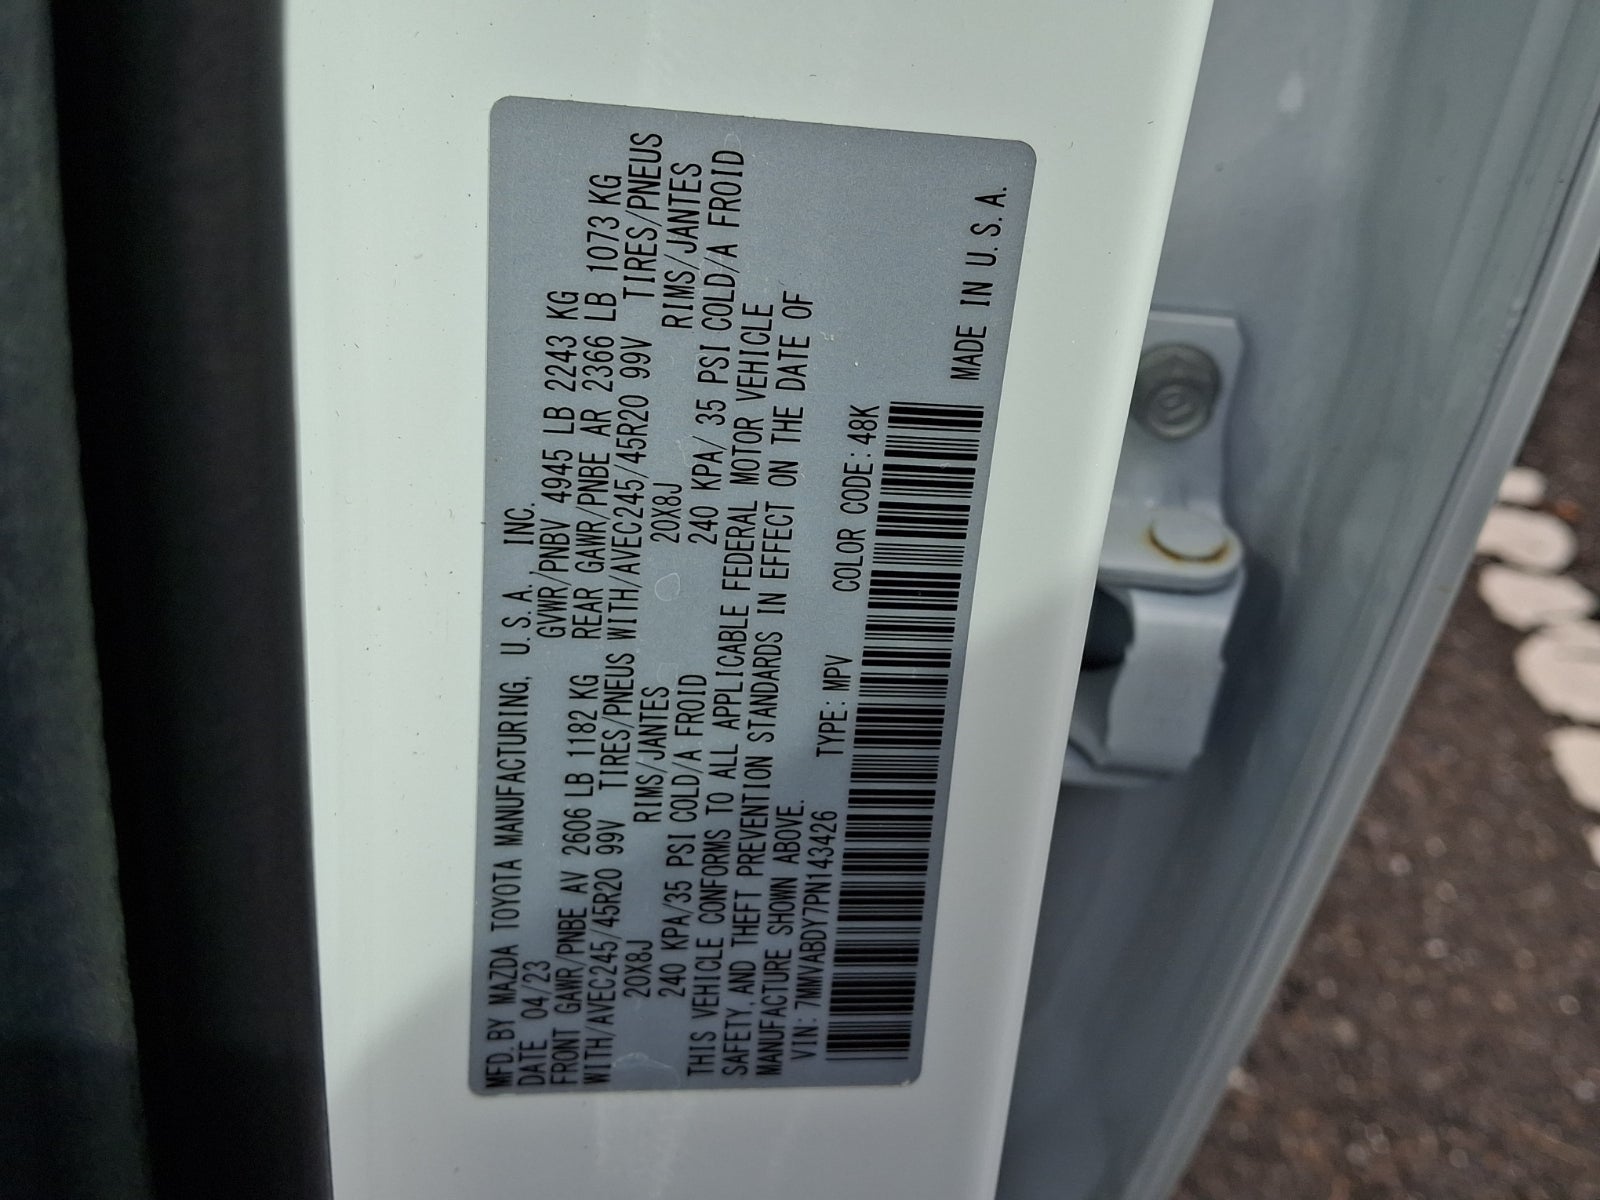 MFD. BY MAZDA TOYOTA MANUFACTURING, U.S.A., INC.
DATE 04/23 GVWR/PNBV 4945 LB 2243 KG
FRONT GAWR/PNBE AV 2606 LB 1182 KG REAR GAWR/PNBE AR 2366 LB 1073 KG
WITH/AVEC245/45R20 99V TIRES/PNEUS WITH/AVEC245/45R20 99V TIRES/PNEUS
20X8J RIMS/JANTES 20X8J RIMS/JANTES
240 KPA/35 PSI COLD/A FROID 240 KPA/ 35 PSI COLD/A FROID
THIS VEHICLE CONFORMS TO ALL APPLICABLE FEDERAL MOTOR VEHICLE
SAFETY, AND THEFT PREVENTION STANDARDS IN EFFECT ON THE DATE OF
MANUFACTURE SHOWN ABOVE.
VIN: 7MMVABDY7PN143426 TYPE: MPV COLOR CODE: 48K
MADE IN U.S.A.